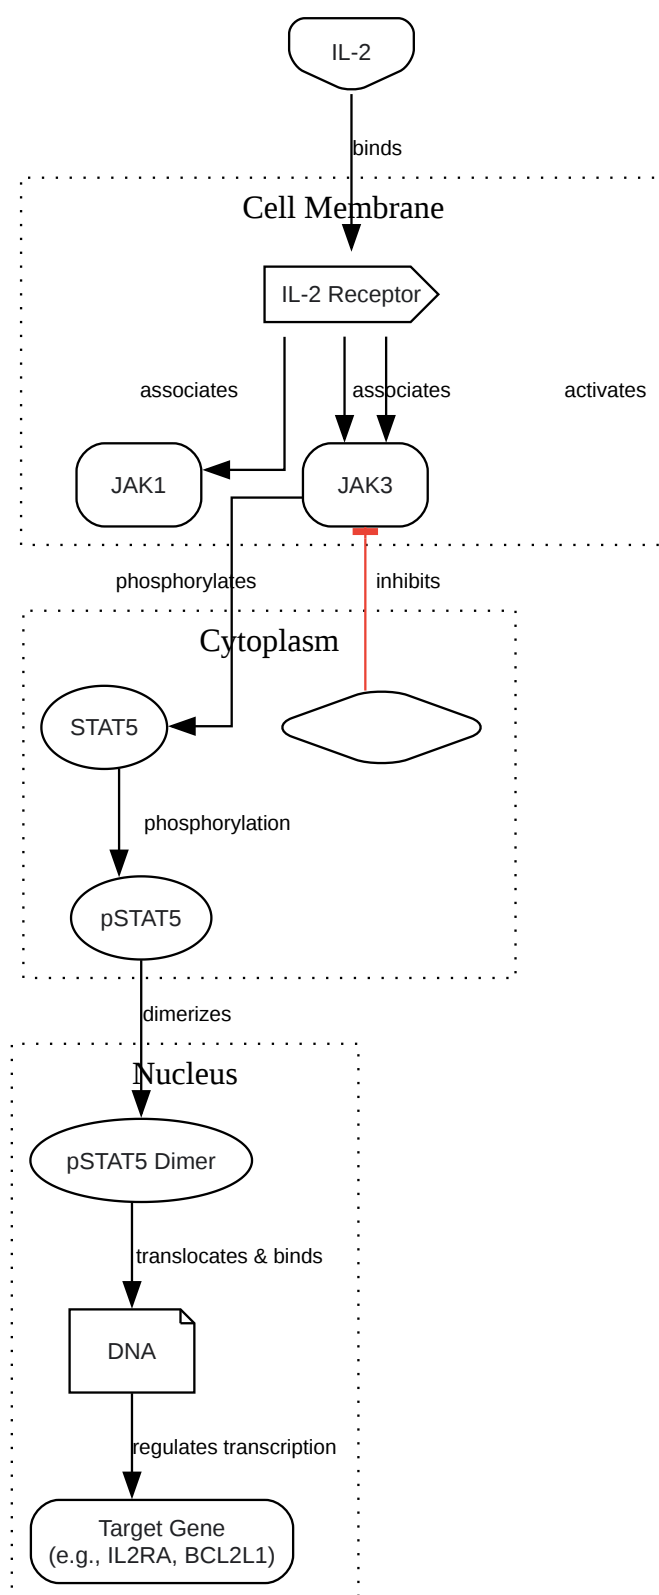 IL-2
binds
Cell Membrane
IL-2 Receptor
associates
associates
activates
JAK1
JAK3
phosphorylates
inhibits
Cytoplasm
STAT5
phosphorylation
pSTAT5
dimerizes
Nucleus
pSTAT5 Dimer
translocates & binds
DNA
regulates transcription
Target Gene
(e.g., IL2RA, BCL2L1)